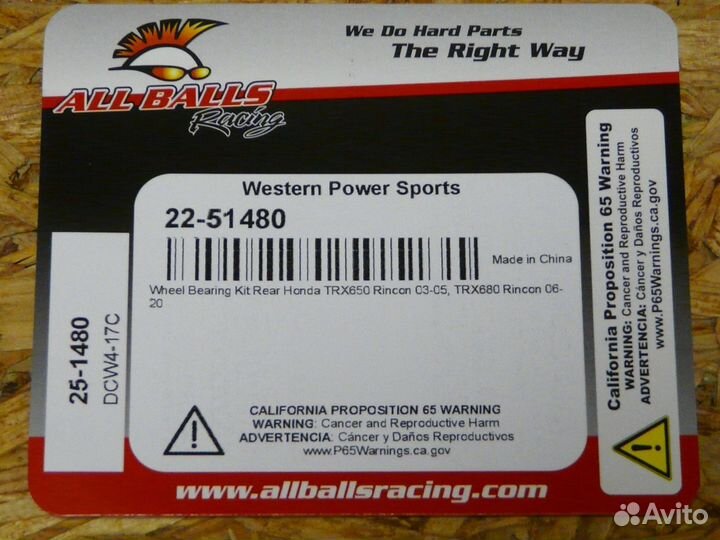 We Do Hard Parts
The Right Way
ALL BALLS
Racing
Western Power Sports
22-51480
Made in China
Wheel Bearing Kit Rear Honda TRX650 Rincon 03-05, TRX680 Rincon 06-
20
CALIFORNIA PROPOSITION 65 WARNING
WARNING: Cancer and Reproductive Harm
ADVERTENCIA: Cáncer y Daños Reproductivos
www.P65Warnings.ca.gov
25-1480
DCW4-17C
California Proposition 65 Warning
WARNING: Cancer and Reproductive Harm
ADVERTENCIA: Cáncer y Daños Reproductivos
www.P65Warnings.ca.gov
www.allballsracing.com
Avito